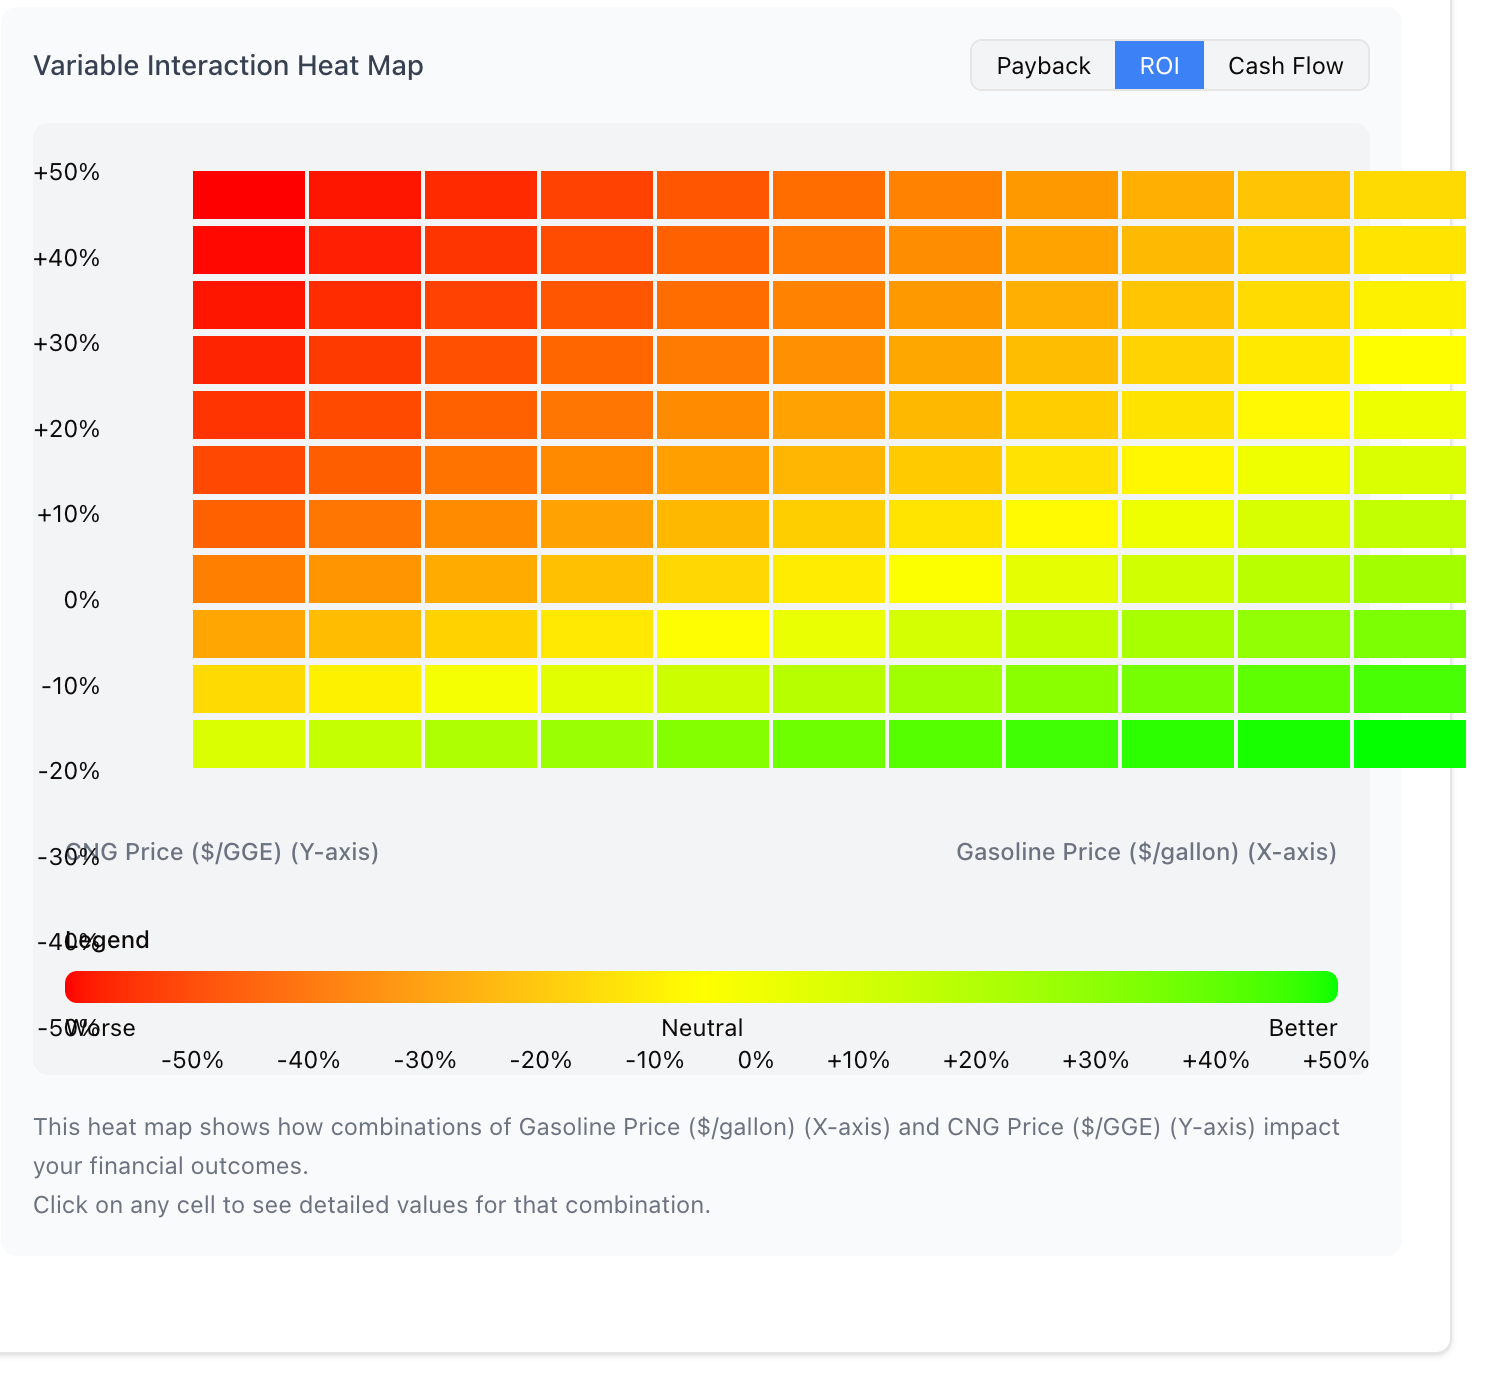 Variable Interaction Heat Map
Payback ROI Cash Flow
+50%
+40%
+30%
+20%
+10%
0%
-10%
-20%
-30%
CNG Price ($/GGE) (Y-axis)
Gasoline Price ($/gallon) (X-axis)
-40%
Legend
-50%
Worse
Neutral
Better
-50% -40% -30% -20% -10% 0% +10% +20% +30% +40% +50%
This heat map shows how combinations of Gasoline Price ($/gallon) (X-axis) and CNG Price ($/GGE) (Y-axis) impact
your financial outcomes.
Click on any cell to see detailed values for that combination.